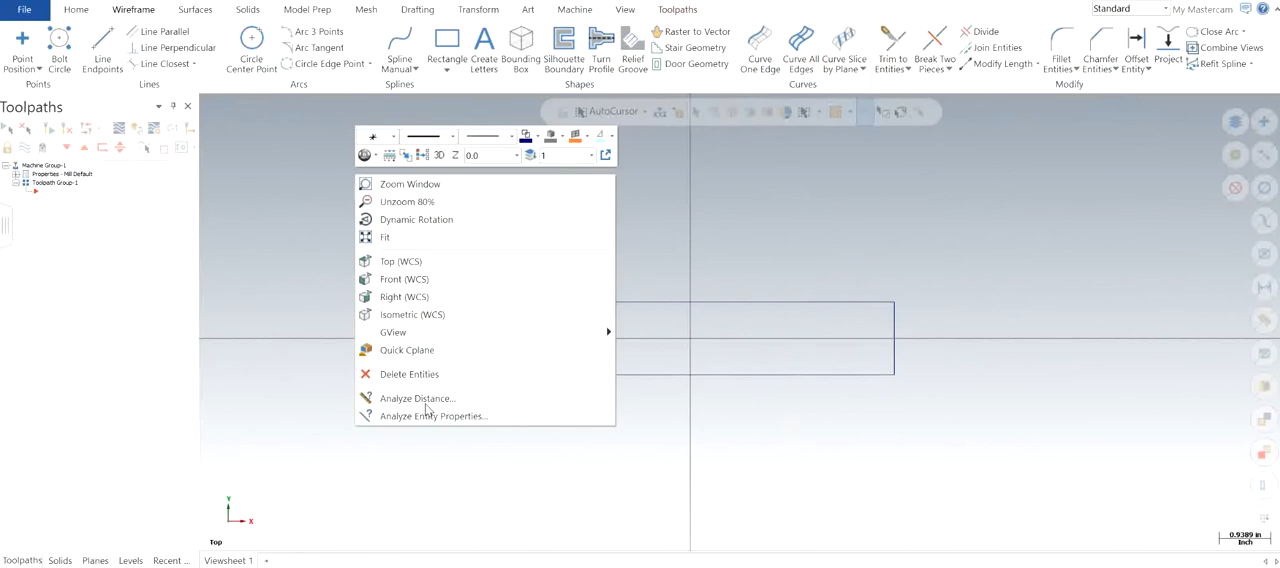 File Home Wireframe Surfaces Solids Model Prep Mesh Drafting Transform Art Machine View Toolpaths Standard My Mastercam
Point Position
Bolt Circle
Line Endpoints
Line Parallel
Line Perpendicular
Line Closest
Circle Center Point
Arc 3 Points
Arc Tangent
Circle Edge Point
Spline Manual
Rectangle
Create Letters
Bounding Box
Silhouette Boundary
Turn Profile
Relief Groove
Raster to Vector
Stair Geometry
Door Geometry
Curve One Edge
Curve All Edges
Curve Slice by Plane
Trim to Entities
Break Two Pieces
Divide
Join Entities
Modify Length
Fillet Entities
Chamfer Entities
Offset Entity
Project
Close Arc
Combine Views
Refit Spline
Points Lines Arcs Splines Shapes Curves Modify
Toolpaths
AutoCursor
Machine Group-1
Properties - Mill Default
Toolpath Group-1
3D Z 0.0 1
Zoom Window
Unzoom 80%
Dynamic Rotation
Fit
Top (WCS)
Front (WCS)
Right (WCS)
Isometric (WCS)
GView
Quick Cplane
Delete Entities
Analyze Distance...
Analyze Entity Properties...
Y
X
Top
0.9389 in
Inch
Toolpaths Solids Planes Levels Recent ... Viewsheet 1 +